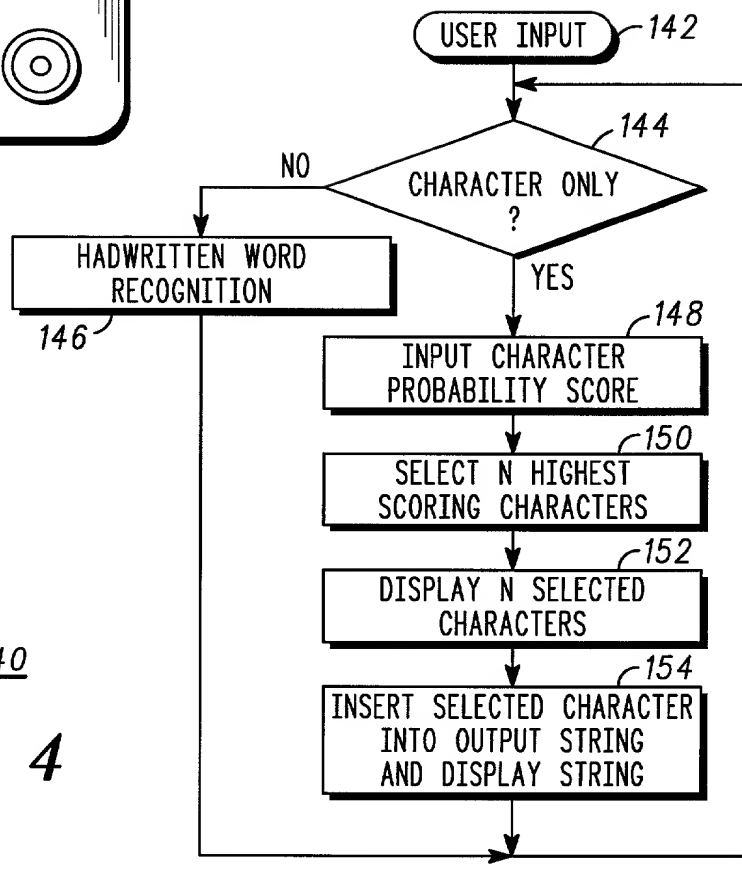 USER INPUT
142
144
CHARACTER ONLY
?
NO
YES
HADWRITTEN WORD
RECOGNITION
146
148
INPUT CHARACTER
PROBABILITY SCORE
150
SELECT N HIGHEST
SCORING CHARACTERS
152
DISPLAY N SELECTED
CHARACTERS
154
INSERT SELECTED CHARACTER
INTO OUTPUT STRING
AND DISPLAY STRING
4